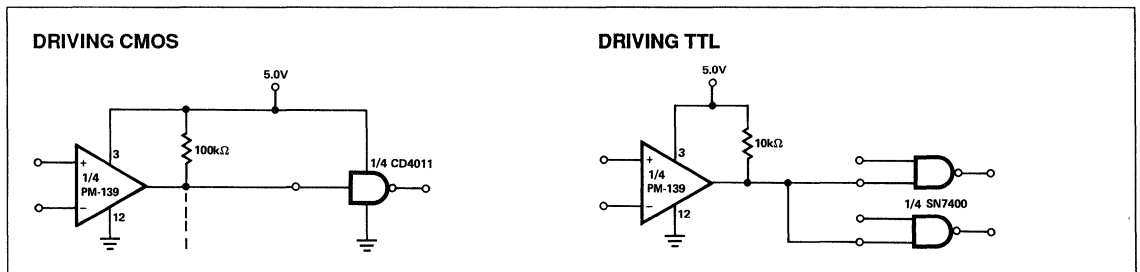 DRIVING CMOS
5.0V
3
100kΩ
1/4 CD4011
+
1/4
PM-139
−
12
DRIVING TTL
5.0V
3
10kΩ
+
1/4
PM-139
−
12
1/4 SN7400